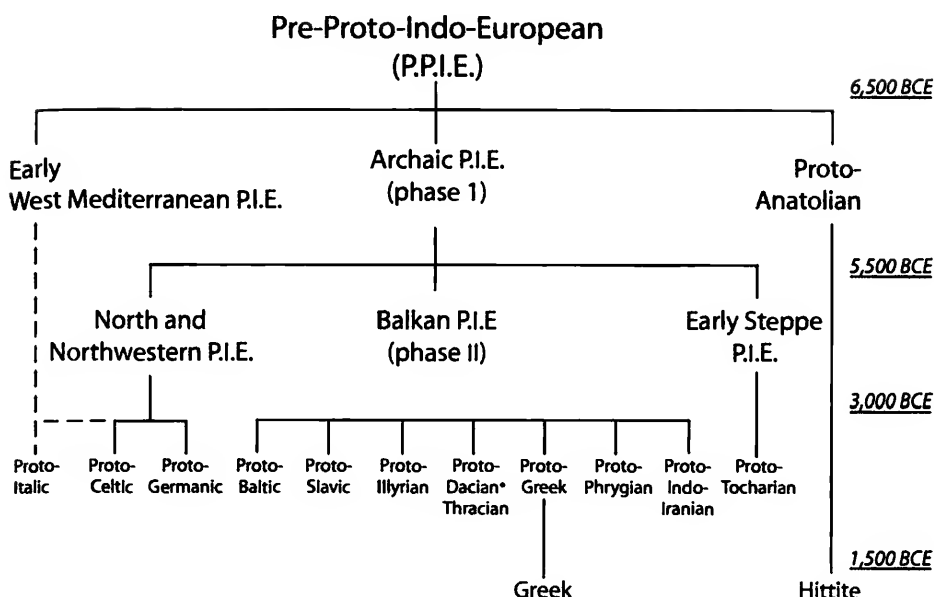 Pre-Proto-Indo-European
(P.P.I.E.)
6,500 BCE
Early
West Mediterranean P.I.E.
Archaic P.I.E.
(phase 1)
Proto-
Anatolian
5,500 BCE
North and
Northwestern P.I.E.
Balkan P.I.E
(phase II)
Early Steppe
P.I.E.
3,000 BCE
Proto-
Italic
Proto-
Celtic
Proto-
Germanic
Proto-
Baltic
Proto-
Slavic
Proto-
Illyrian
Proto-
Dacian•
Thracian
Proto-
Greek
Proto-
Phrygian
Proto-
Indo-
Iranian
Proto-
Tocharian
1,500 BCE
Greek
Hittite